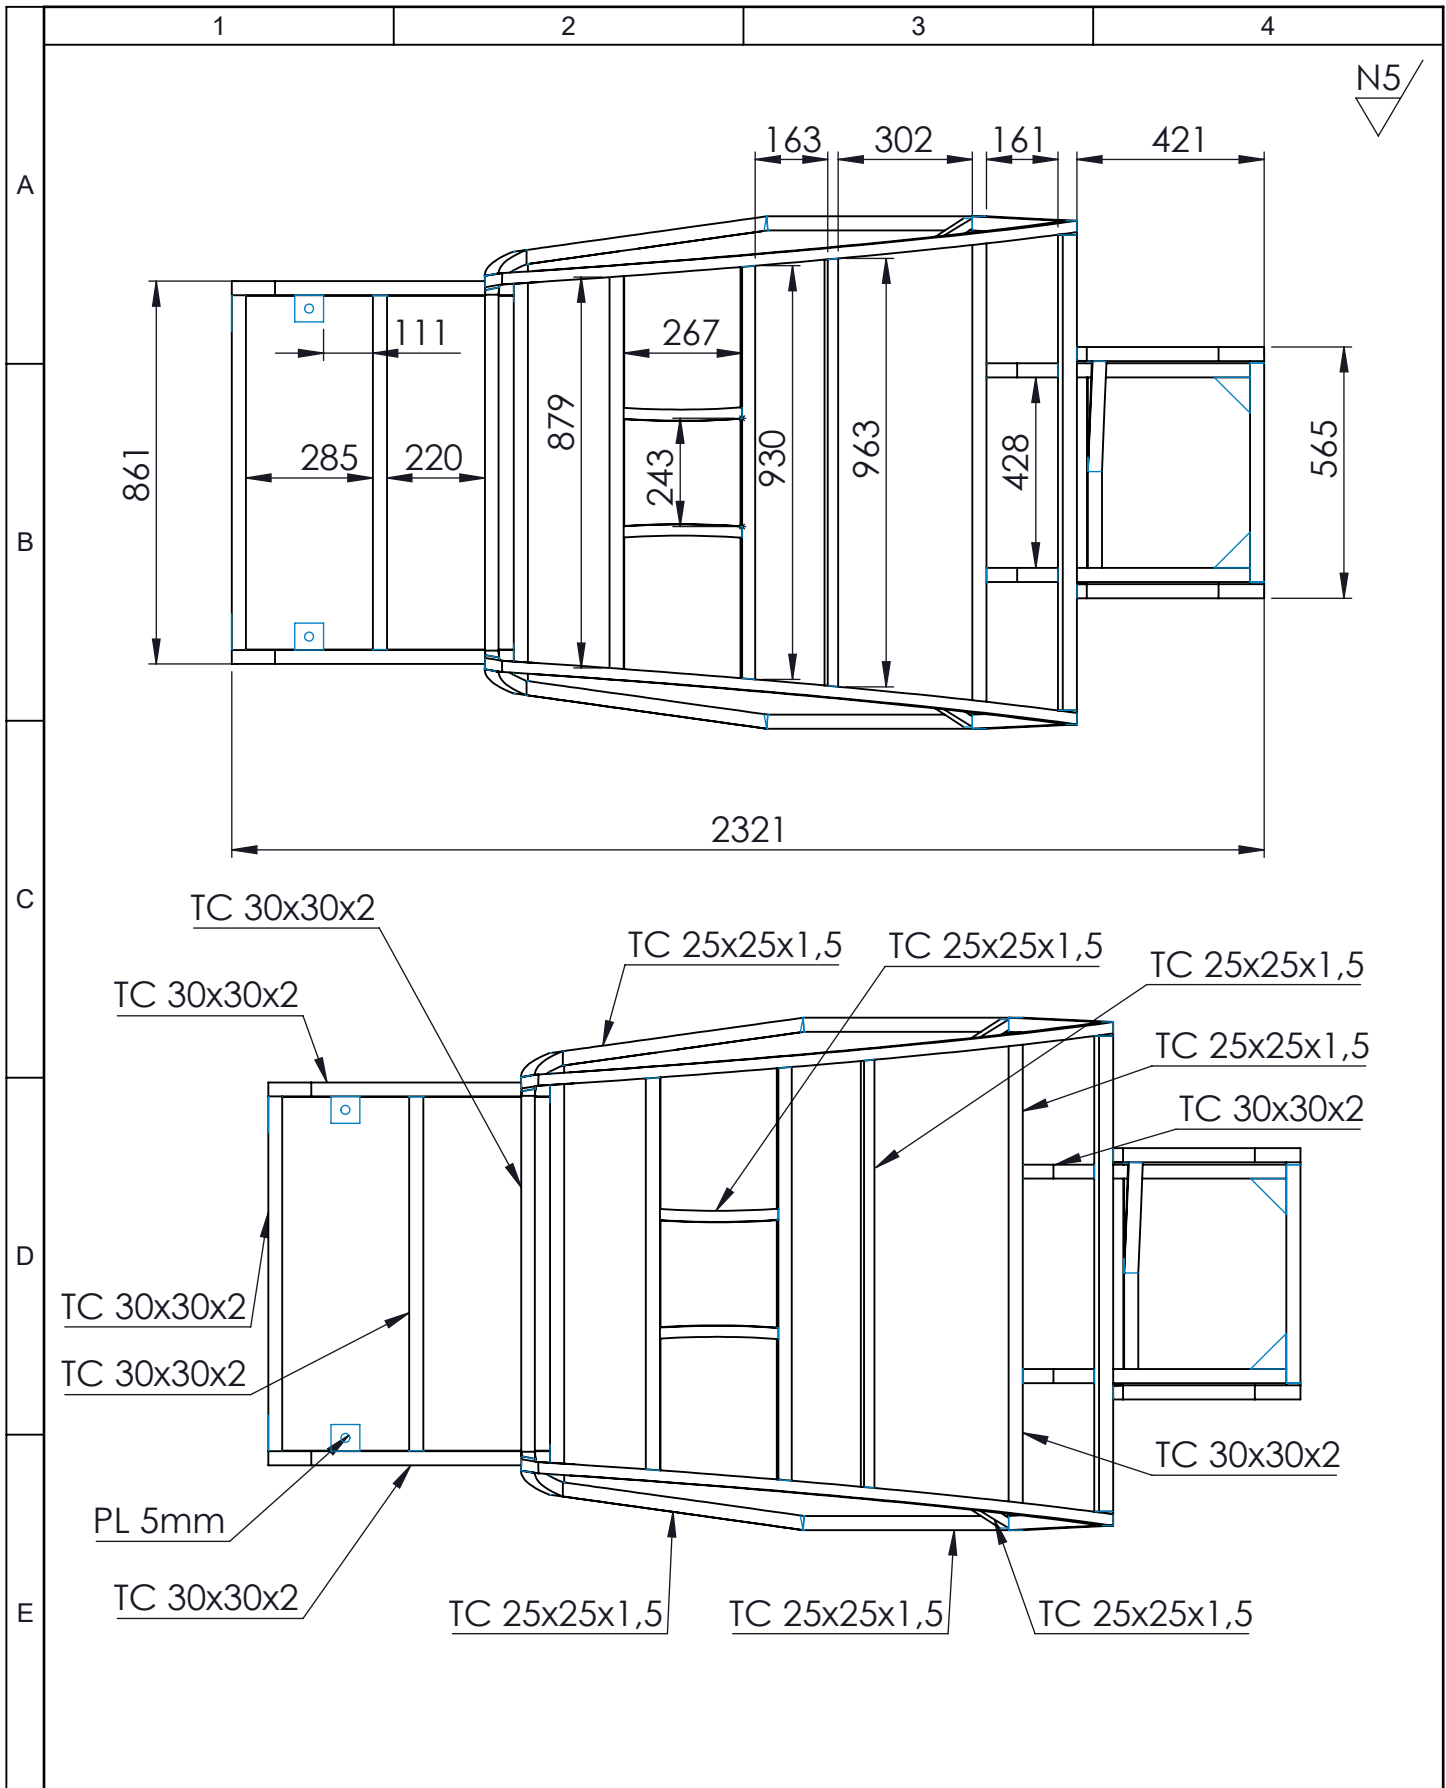 1 2 3 4
N5
163 302 161 421
A
111 267
861 285 220 879 243 930 963 428 565
B
2321
C
TC 30x30x2
TC 25x25x1,5 TC 25x25x1,5
TC 25x25x1,5
TC 30x30x2
TC 25x25x1,5
TC 30x30x2
D
TC 30x30x2
TC 30x30x2
TC 30x30x2
PL 5mm
TC 30x30x2
E
TC 25x25x1,5 TC 25x25x1,5 TC 25x25x1,5